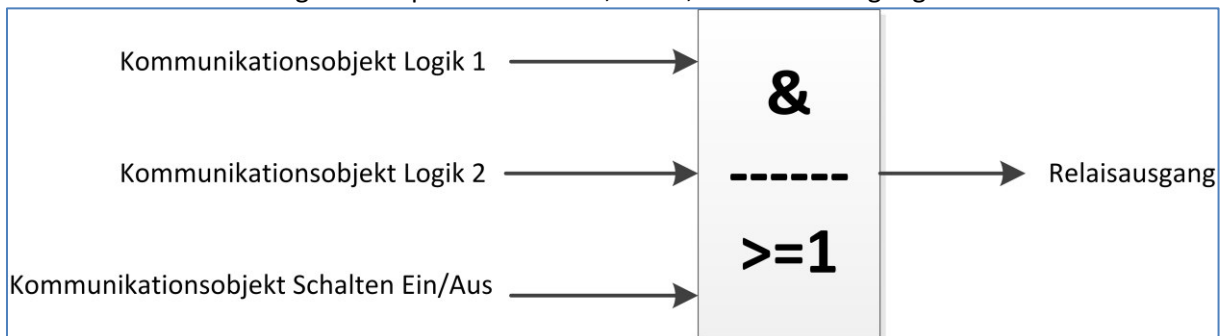 Kommunikationsobjekt Logik 1
&
Kommunikationsobjekt Logik 2
------
Relaisausgang
>=1
Kommunikationsobjekt Schalten Ein/Aus